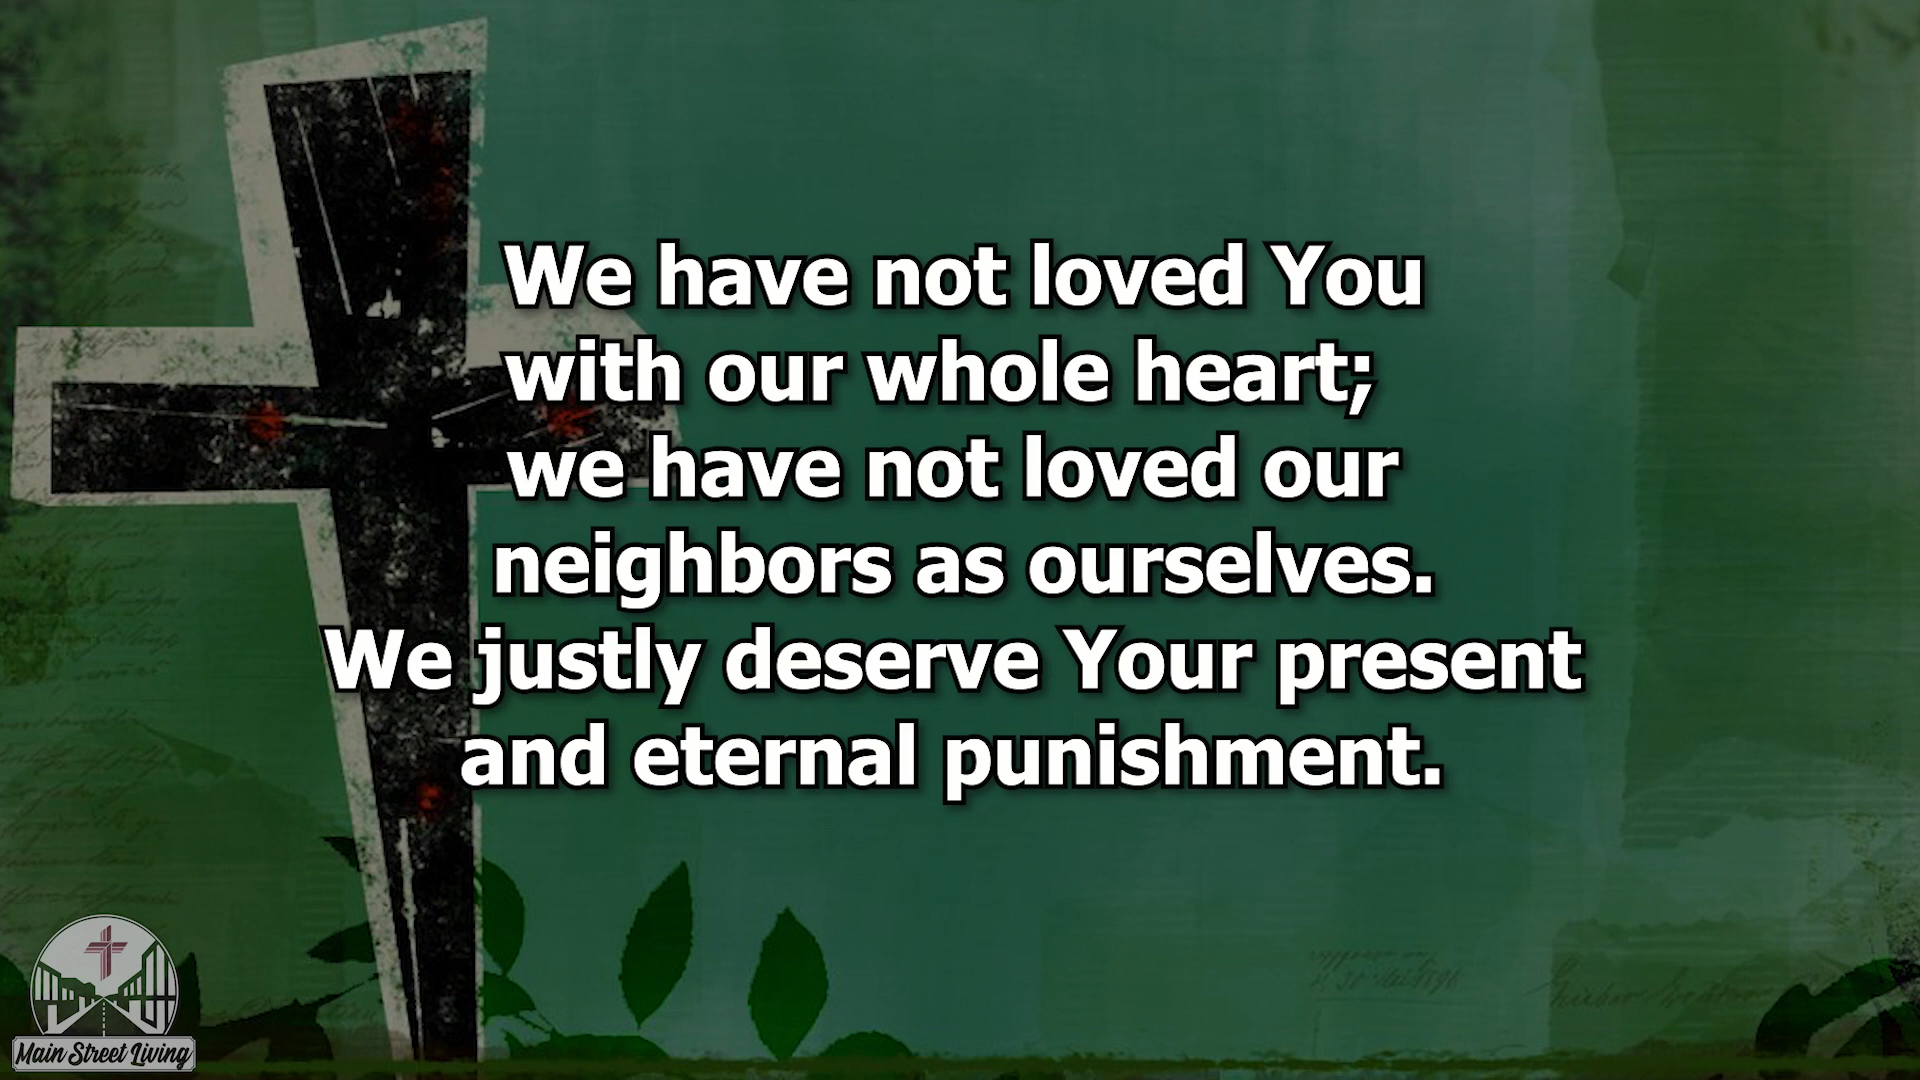 We have not loved You
with our whole heart;
we have not loved our
neighbors as ourselves.
We justly deserve Your present
and eternal punishment.
Main Street Living